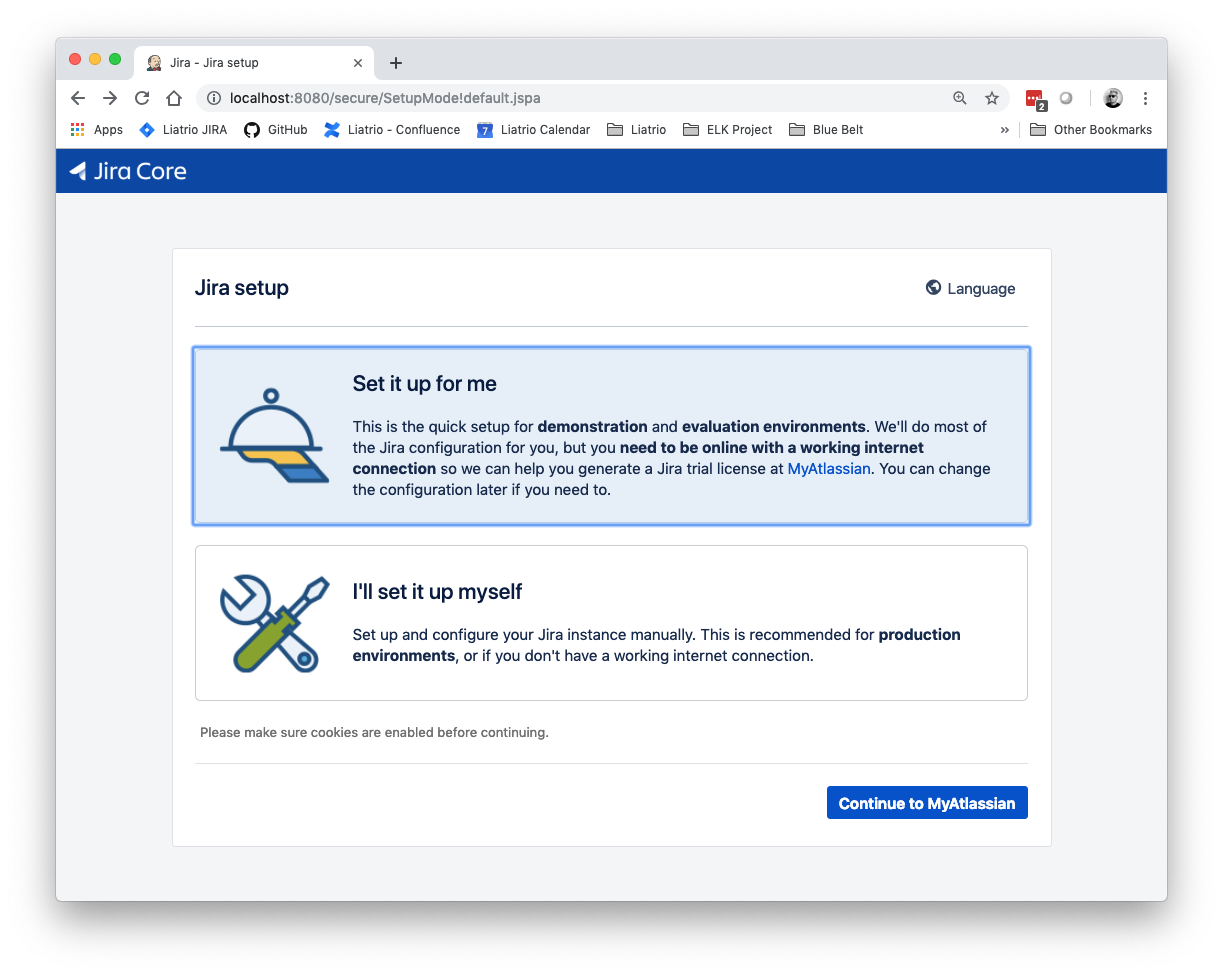 Jira - Jira setup
localhost:8080/secure/SetupMode!default.jspa
2
Apps Liatrio JIRA GitHub Liatrio - Confluence 7 Liatrio Calendar Liatrio ELK Project Blue Belt » Other Bookmarks
Jira Core
Jira setup
Language
Set it up for me
This is the quick setup for demonstration and evaluation environments. We'll do most of
the Jira configuration for you, but you need to be online with a working internet
connection so we can help you generate a Jira trial license at MyAtlassian. You can change
the configuration later if you need to.
I'll set it up myself
Set up and configure your Jira instance manually. This is recommended for production
environments, or if you don't have a working internet connection.
Please make sure cookies are enabled before continuing.
Continue to MyAtlassian